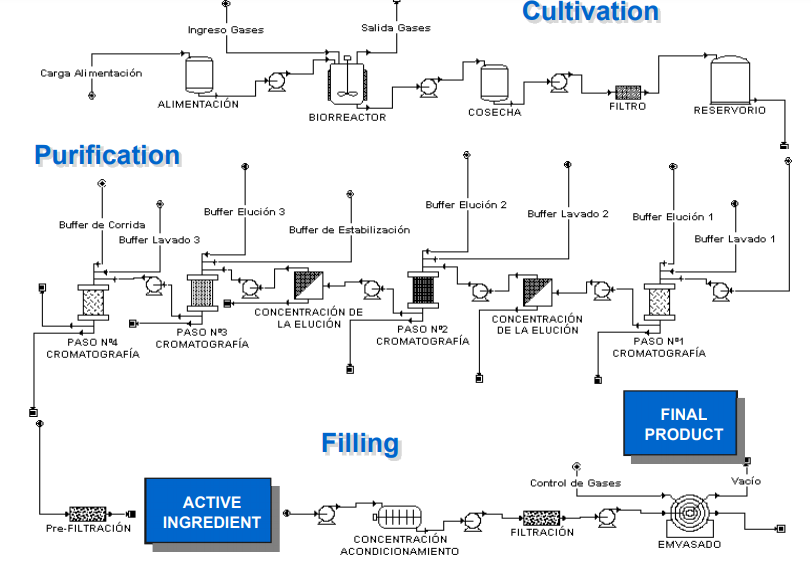 Cultivation
Ingreso Gases
Salida Gases
Carga Alimentación
ALIMENTACIÓN
BIORREACTOR
COSECHA
FILTRO
RESERVORIO
Purification
Buffer de Corrida
Buffer Lavado 3
Buffer Elución 3
Buffer de Estabilización
Buffer Elución 2
Buffer Lavado 2
Buffer Elución 1
Buffer Lavado 1
PASO Nº4
CROMATOGRAFÍA
PASO Nº3
CROMATOGRAFÍA
CONCENTRACIÓN DE
LA ELUCIÓN
PASO Nº2
CROMATOGRAFÍA
CONCENTRACIÓN
DE LA ELUCIÓN
PASO Nº1
CROMATOGRAFÍA
FINAL
PRODUCT
Filling
Control de Gases
Vacío
ACTIVE
INGREDIENT
Pre-FILTRACIÓN
CONCENTRACIÓN
ACONDICIONAMIENTO
FILTRACIÓN
EMVASADO